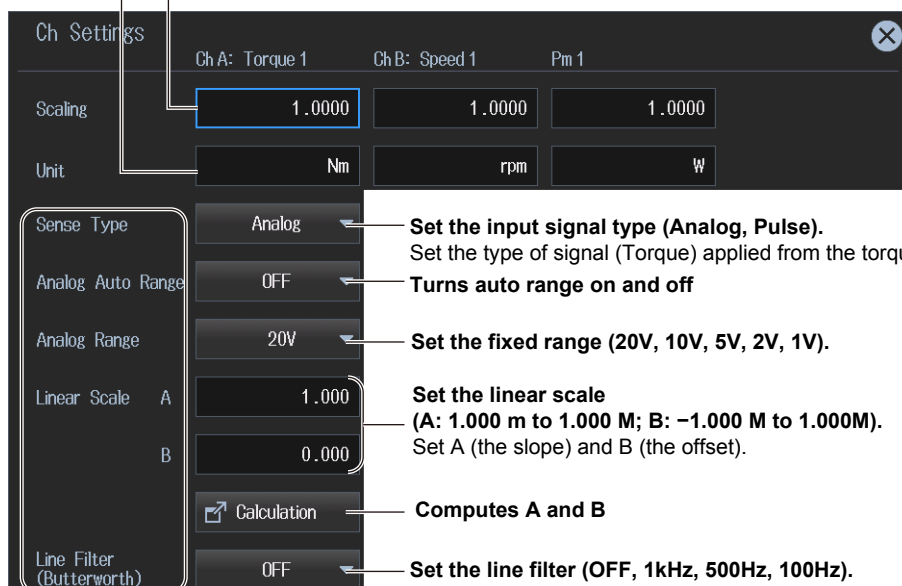 Ch Settings
Ch A: Torque 1 Ch B: Speed 1 Pm 1
Scaling 1.0000 1.0000 1.0000
Unit Nm rpm W
Sense Type Analog Set the input signal type (Analog, Pulse).
Set the type of signal (Torque) applied from the
Analog Auto Range OFF Turns auto range on and off
Analog Range 20V Set the fixed range (20V, 10V, 5V, 2V, 1V).
Linear Scale A 1.000 Set the linear scale
(A: 1.000 m to 1.000 M; B: −1.000 M to 1.000M).
B 0.000 Set A (the slope) and B (the offset).
Calculation Computes A and B
Line Filter
(Butterworth) OFF Set the line filter (OFF, 1kHz, 500Hz, 100Hz).